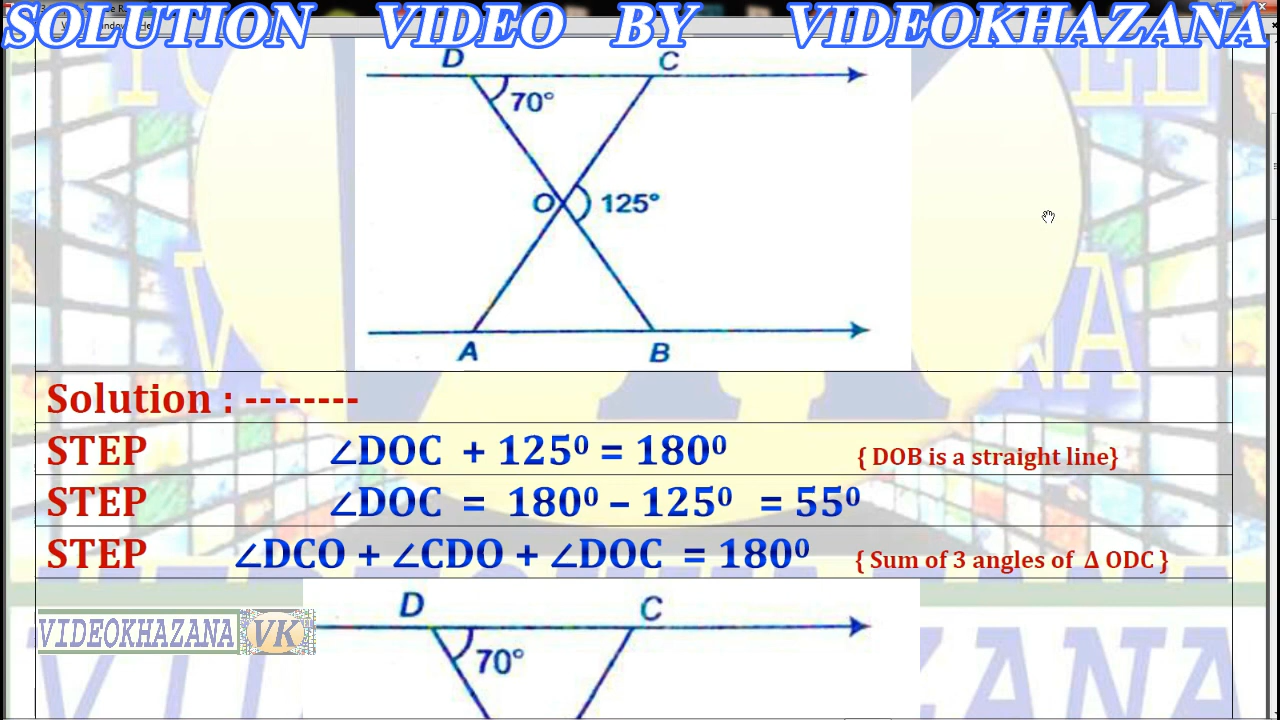 SOLUTION VIDEO BY VIDEOKHAZANA
D C
70°
O 125°
A B
Solution : --------
STEP ∠DOC + 125⁰ = 180⁰ { DOB is a straight line}
STEP ∠DOC = 180⁰ – 125⁰ = 55⁰
STEP ∠DCO + ∠CDO + ∠DOC = 180⁰ { Sum of 3 angles of Δ ODC }
D C
VIDEOKHAZANA VK
70°